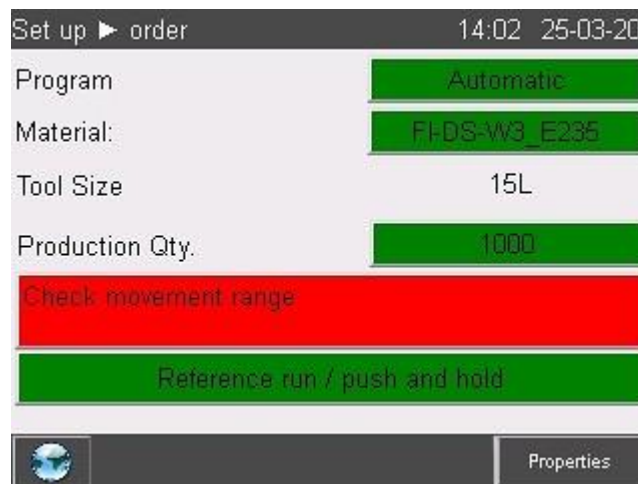 Set up ► order 14:02 25-03-20
Program Automatic
Material: FI-DS-W3_E235
Tool Size 15L
Production Qty. 1000
Check movement range
Reference run / push and hold
Properties